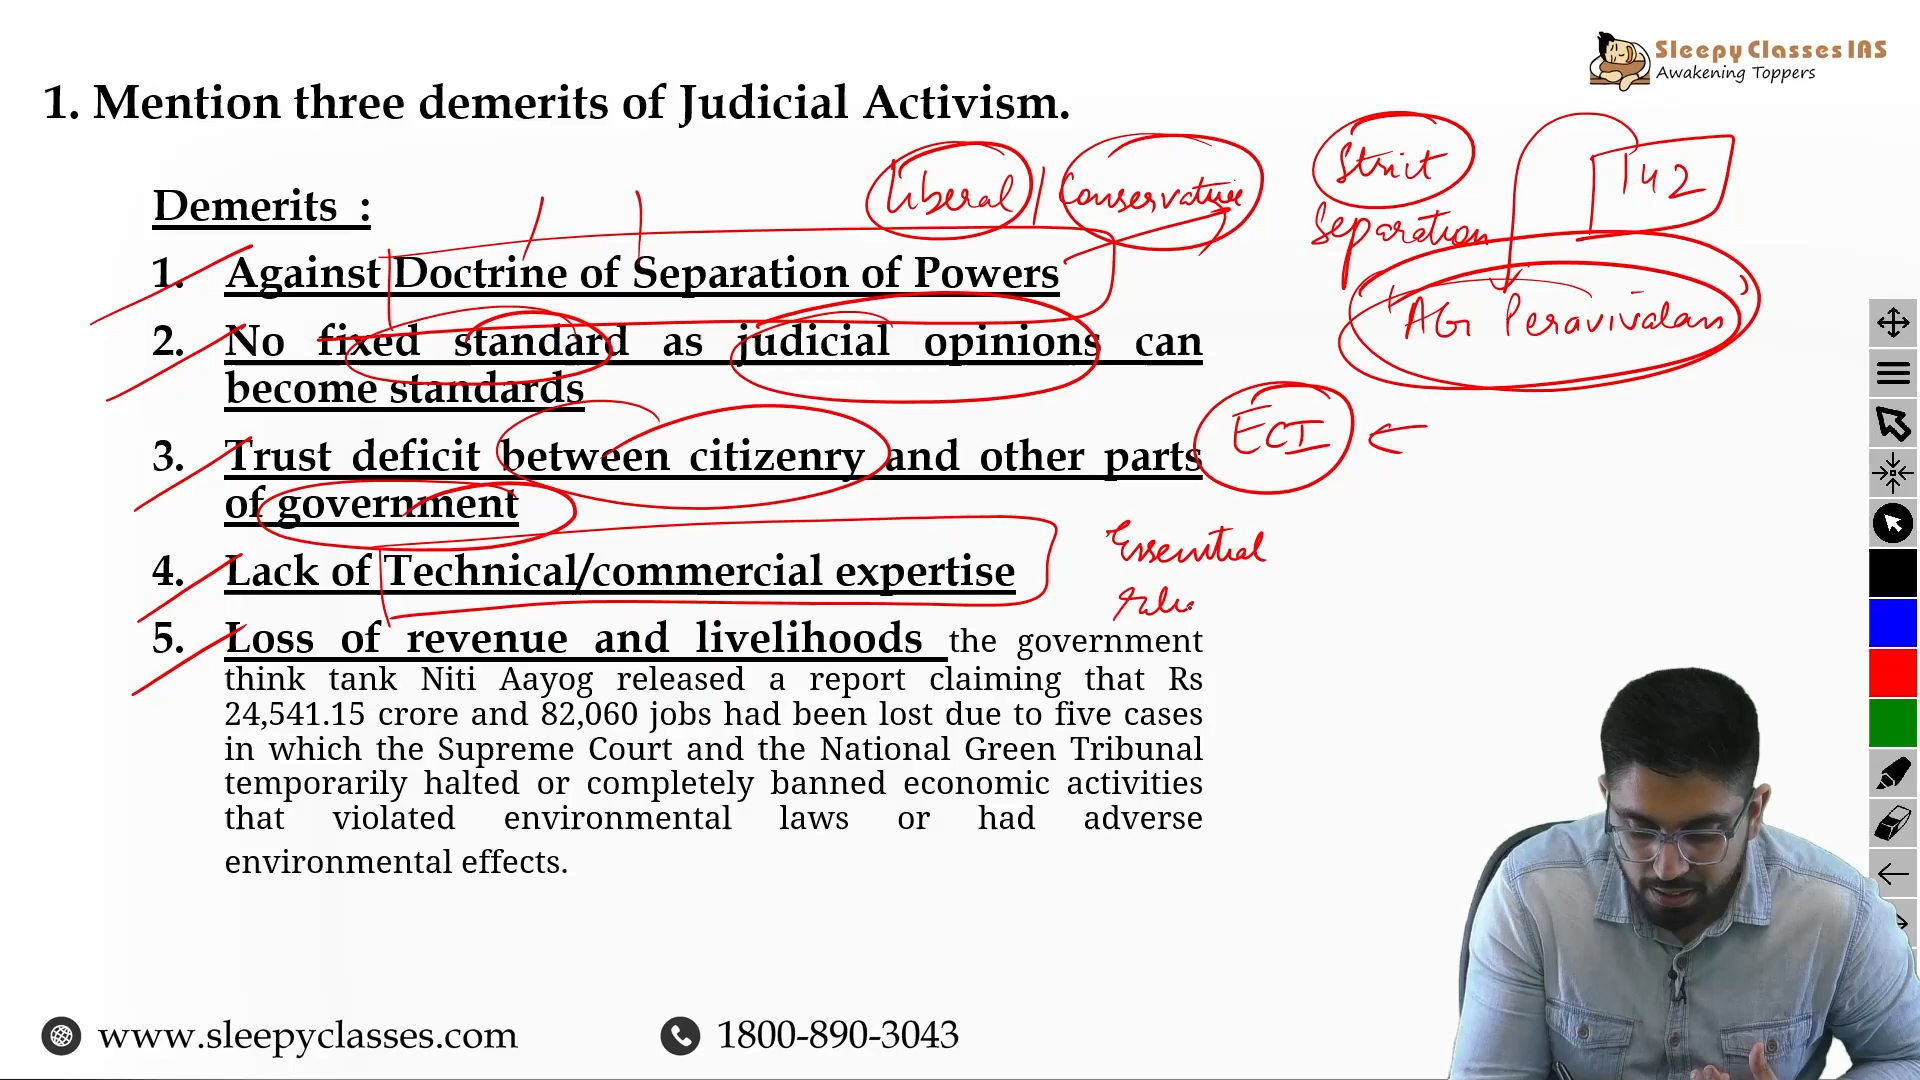 Sleepy Classes IAS
Awakening Toppers
1. Mention three demerits of Judicial Activism.
Liberal / Conservative
Strict
Separation
142
AG Peravivalan
Demerits :
1. Against Doctrine of Separation of Powers
2. No fixed standard as judicial opinions can
become standards
3. Trust deficit between citizenry and other parts
of government
ECI
4. Lack of Technical/commercial expertise
Essential
5. Loss of revenue and livelihoods the government
think tank Niti Aayog released a report claiming that Rs
24,541.15 crore and 82,060 jobs had been lost due to five cases
in which the Supreme Court and the National Green Tribunal
temporarily halted or completely banned economic activities
that violated environmental laws or had adverse
environmental effects.
www.sleepyclasses.com
1800-890-3043